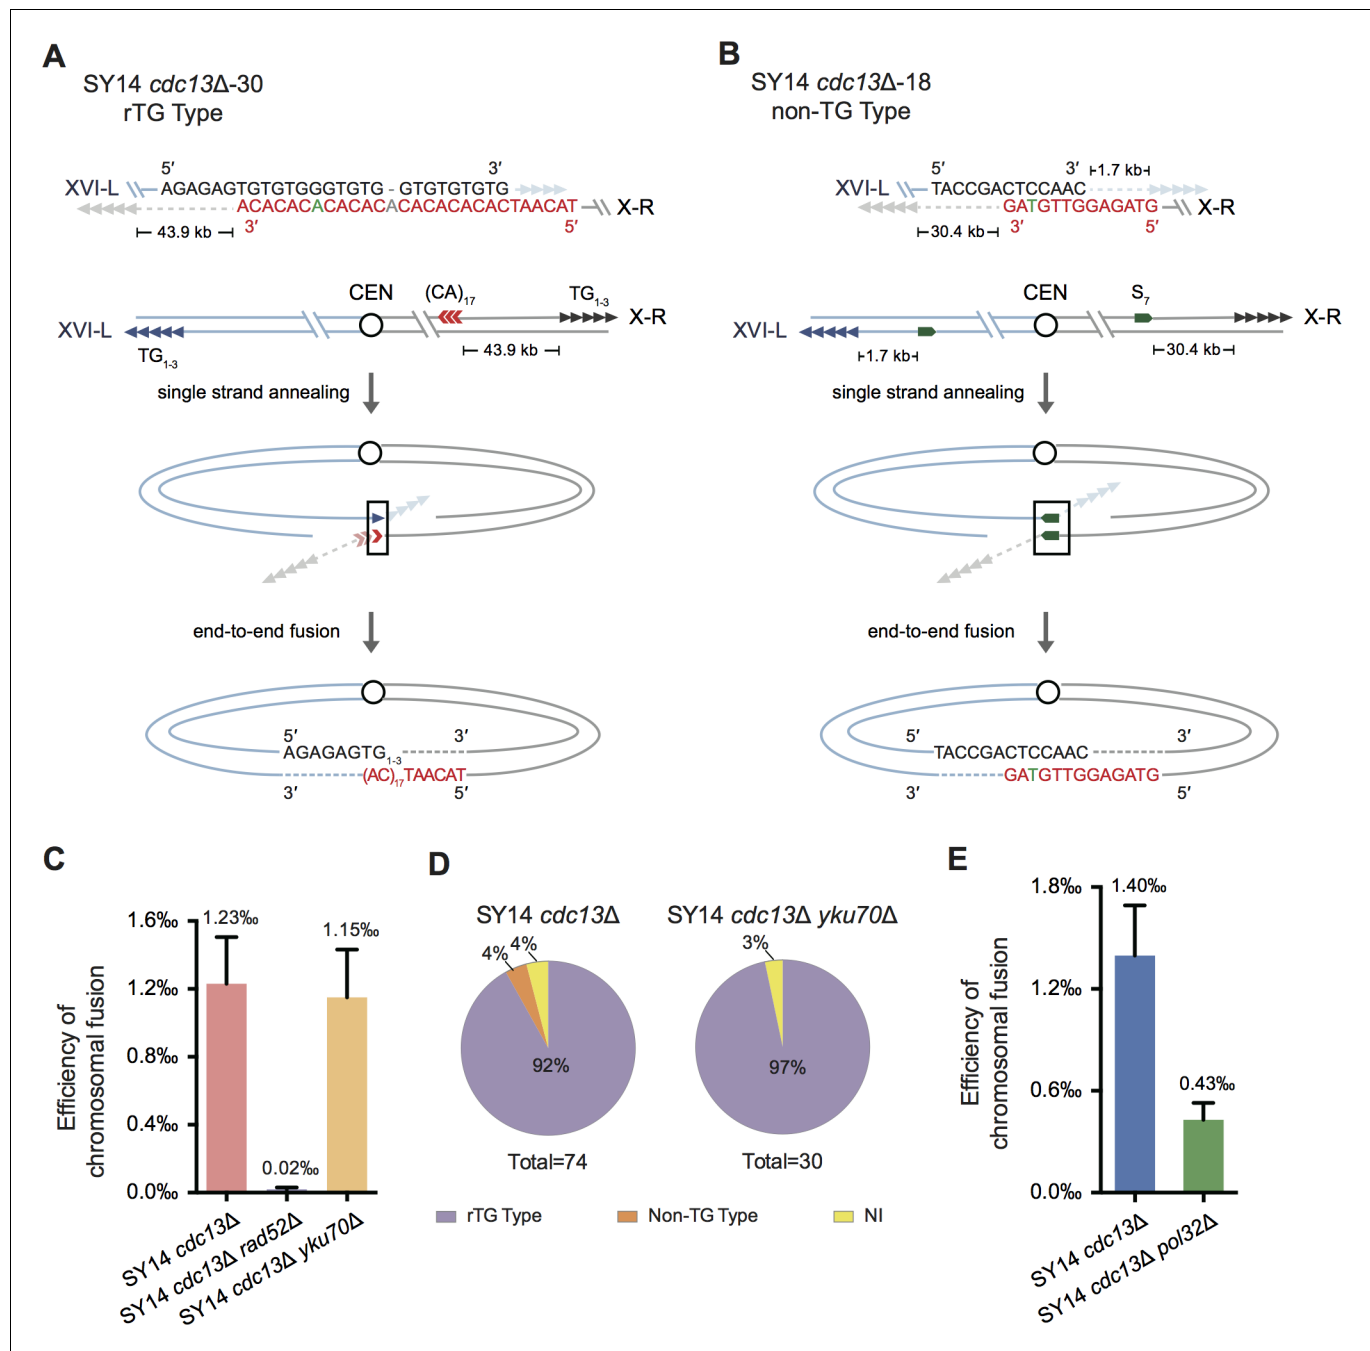 A
SY14 cdc13Δ-30
rTG Type
5′ 3′
XVI-L AGAGAGTGTGTGGGTGTG - GTGTGTGTG
ACACACACACACACACACACACTAACAT X-R
43.9 kb 3′ 5′
CEN (CA)17 TG1-3
XVI-L X-R
TG1-3 43.9 kb
single strand annealing
end-to-end fusion
5′ 3′
AGAGAGTG1-3
(AC)17TAACAT
3′ 5′
B
SY14 cdc13Δ-18
non-TG Type
5′ 3′ 1.7 kb
XVI-L TACCGACTCCAAC
GATGTTGGAGATG X-R
30.4 kb 3′ 5′
CEN S7
XVI-L X-R
1.7 kb 30.4 kb
single strand annealing
end-to-end fusion
5′ 3′
TACCGACTCCAAC
GATGTTGGAGATG
3′ 5′
C
Efficiency of
chromosomal fusion
1.6‰
1.2‰
0.8‰
0.4‰
0.0‰
1.23‰
0.02‰
1.15‰
SY14 cdc13Δ
SY14 cdc13Δ rad52Δ
SY14 cdc13Δ yku70Δ
D
SY14 cdc13Δ
4% 4%
92%
Total=74
SY14 cdc13Δ yku70Δ
3%
97%
Total=30
rTG Type Non-TG Type NI
E
Efficiency of
chromosomal fusion
1.8‰
1.2‰
0.6‰
0.0‰
1.40‰
0.43‰
SY14 cdc13Δ
SY14 cdc13Δ pol32Δ